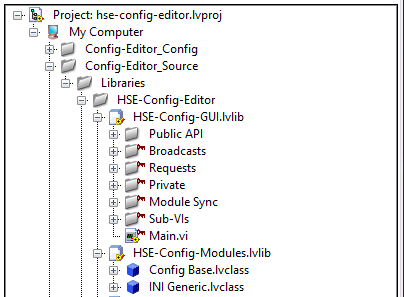 Project: hse-config-editor.lvproj
My Computer
Config-Editor_Config
Config-Editor_Source
Libraries
HSE-Config-Editor
HSE-Config-GUI.lvlib
Public API
Broadcasts
Requests
Private
Module Sync
Sub-VIs
Main.vi
HSE-Config-Modules.lvlib
Config Base.lvclass
INI Generic.lvclass